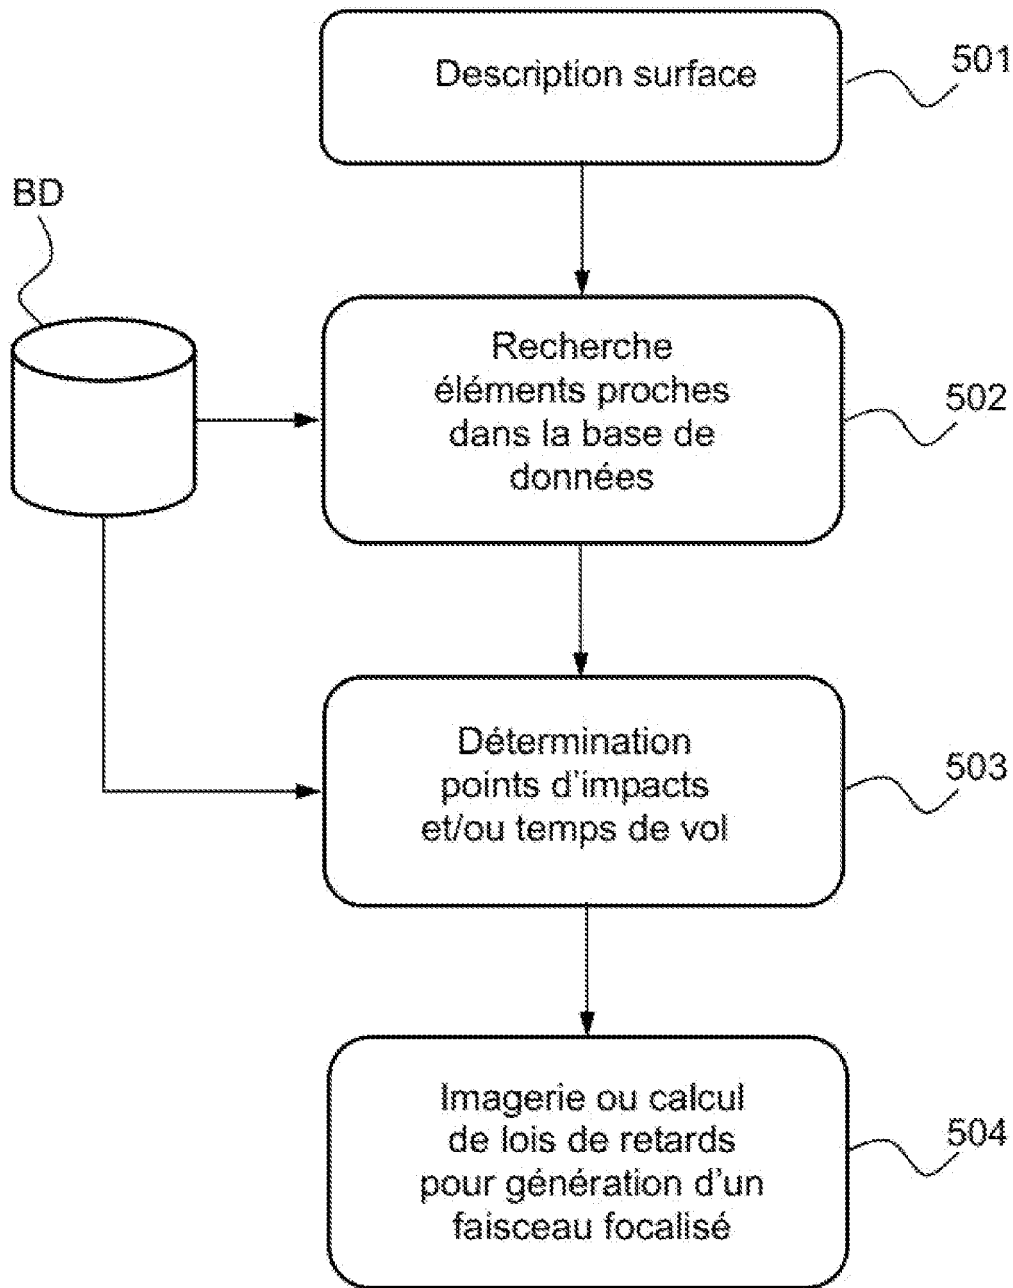 Description surface
501
BD
Recherche
éléments proches
dans la base de
données
502
Détermination
points d'impacts
et/ou temps de vol
503
Imagerie ou calcul
de lois de retards
pour génération d'un
faisceau focalisé
504